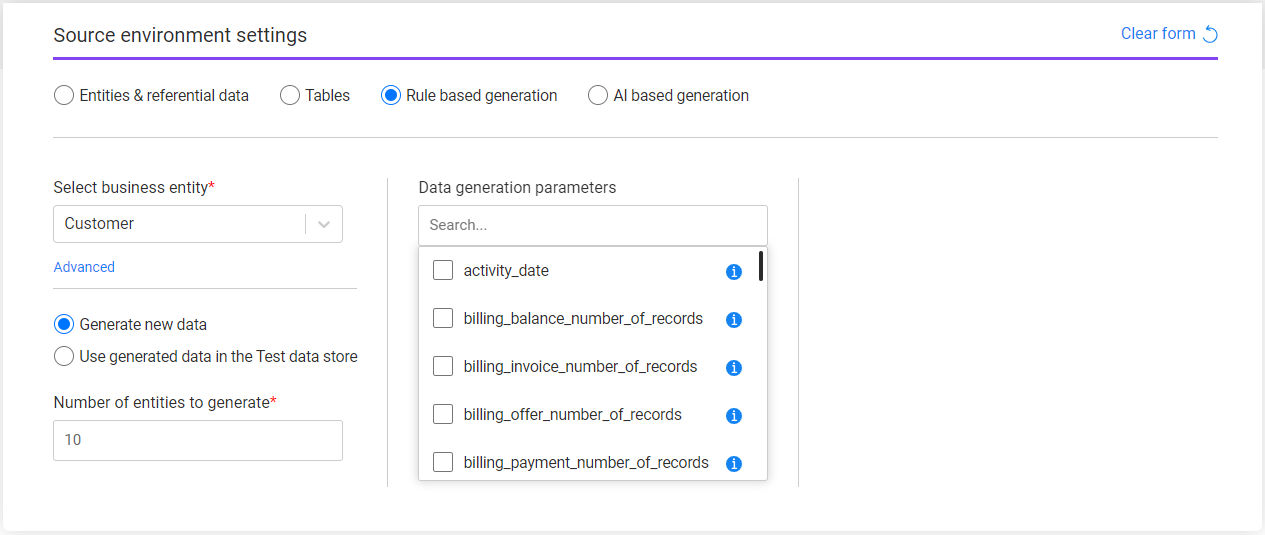 Source environment settings
Clear form
Entities & referential data
Tables
Rule based generation
AI based generation
Select business entity*
Customer
Advanced
Generate new data
Use generated data in the Test data store
Number of entities to generate*
10
Data generation parameters
Search...
activity_date
billing_balance_number_of_records
billing_invoice_number_of_records
billing_offer_number_of_records
billing_payment_number_of_records